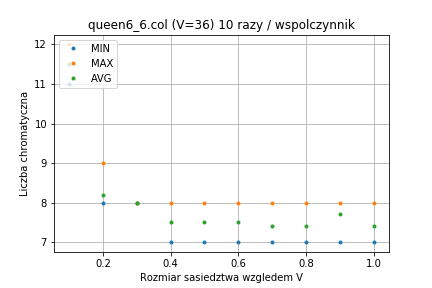 queen6_6.col (V=36) 10 razy / wspolczynnik
12
11
10
9
8
7
MIN
MAX
AVG
Liczba chromatyczna
0.2 0.4 0.6 0.8 1.0
Rozmiar sasiedztwa wzgledem V